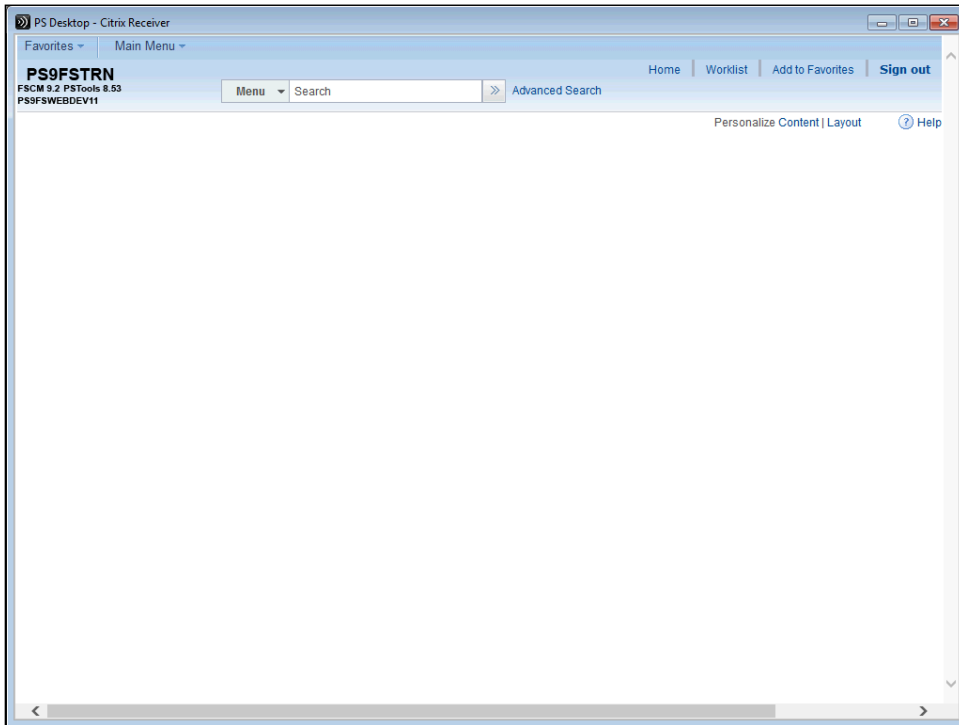 PS Desktop - Citrix Receiver
Favorites Main Menu
PS9FSTRN
FSCM 9.2 PSTools 8.53
PS9FSWEBDEV11
Home Worklist Add to Favorites Sign out
Menu Search Advanced Search
Personalize Content | Layout Help